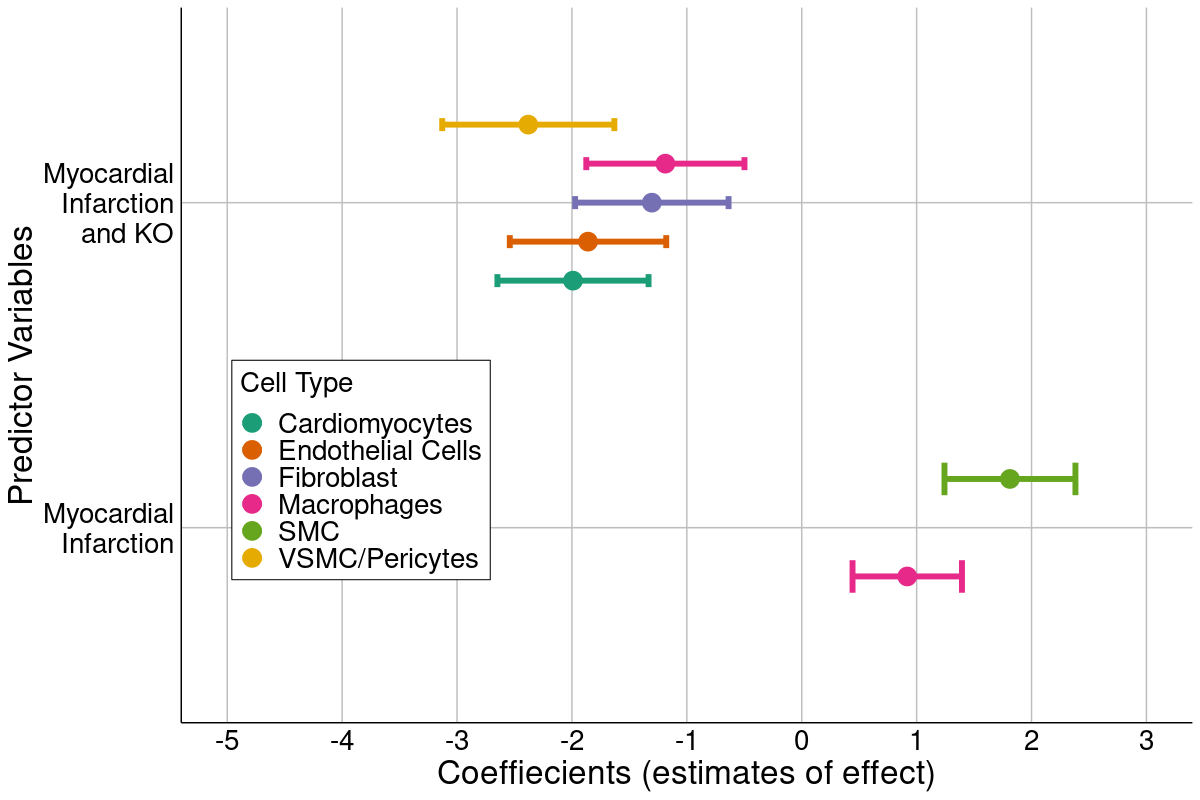 Predictor Variables
Myocardial
Infarction
and KO
Myocardial
Infarction
Cell Type
Cardiomyocytes
Endothelial Cells
Fibroblast
Macrophages
SMC
VSMC/Pericytes
-5 -4 -3 -2 -1 0 1 2 3
Coeffiecients (estimates of effect)